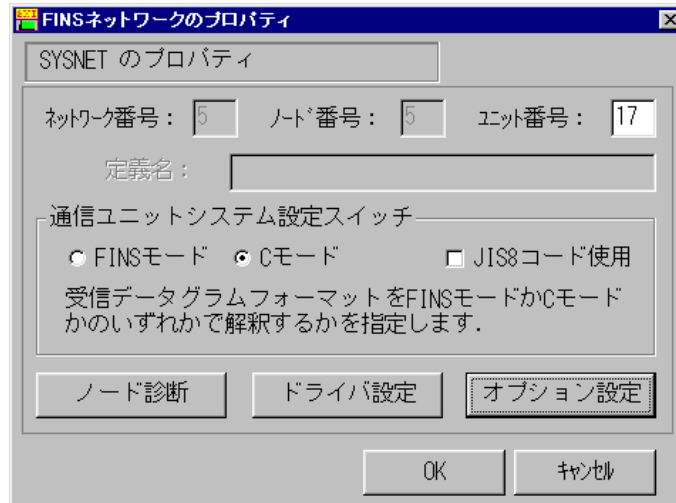 FINSネットワークのプロパティ
SYSNET のプロパティ
ﾈｯﾄﾜｰｸ番号： 5 ﾉｰﾄﾞ番号： 5 ﾕﾆｯﾄ番号： 17
定義名：
通信ユニットシステム設定スイッチ
FINSモード Cモード JIS8コード使用
受信データグラムフォーマットをFINSモードかCモード
かのいずれかで解釈するかを指定します.
ノード診断 ドライバ設定 オプション設定
OK ｷｬﾝｾﾙ